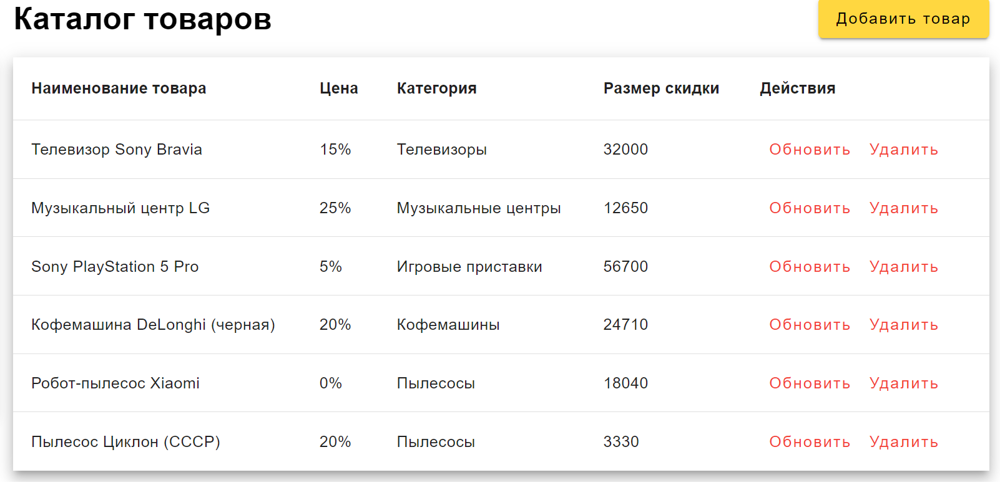 Каталог товаров
Добавить товар
Наименование товара Цена Категория Размер скидки Действия
Телевизор Sony Bravia 15% Телевизоры 32000 Обновить Удалить
Музыкальный центр LG 25% Музыкальные центры 12650 Обновить Удалить
Sony PlayStation 5 Pro 5% Игровые приставки 56700 Обновить Удалить
Кофемашина DeLonghi (черная) 20% Кофемашины 24710 Обновить Удалить
Робот-пылесос Xiaomi 0% Пылесосы 18040 Обновить Удалить
Пылесос Циклон (СССР) 20% Пылесосы 3330 Обновить Удалить